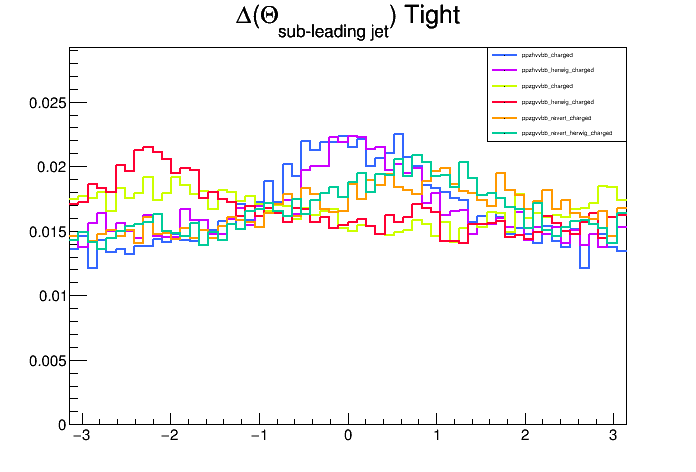 Δ(Θsub-leading jet) Tight
ppzhvvbb_charged
ppzhvvbb_herwig_charged
ppzgvvbb_charged
ppzgvvbb_herwig_charged
ppzgvvbb_revert_charged
ppzgvvbb_revert_herwig_charged
0.025
0.02
0.015
0.01
0.005
0
−3 −2 −1 0 1 2 3